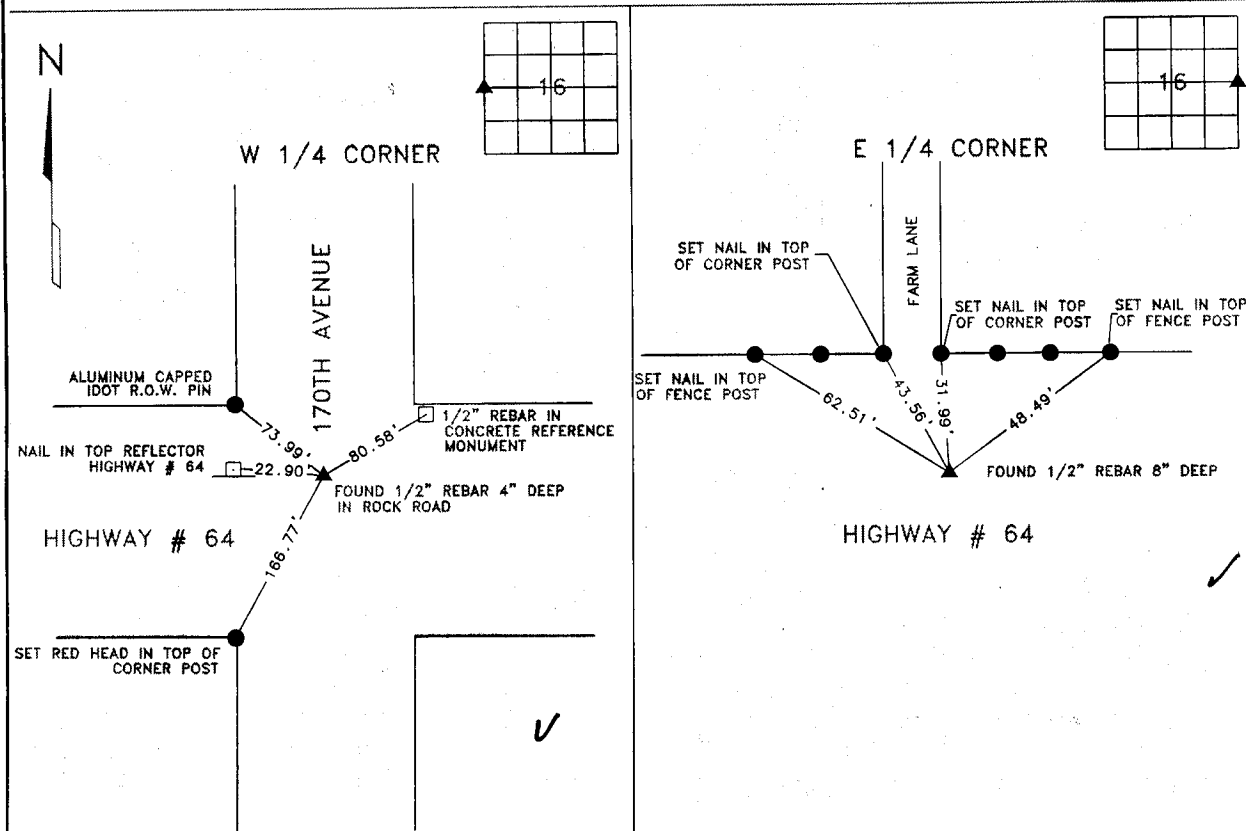 N
16
W 1/4 CORNER
170TH AVENUE
ALUMINUM CAPPED
IDOT R.O.W. PIN
73.99'
80.58'
1/2" REBAR IN
CONCRETE REFERENCE
MONUMENT
NAIL IN TOP REFLECTOR
HIGHWAY # 64
22.90
FOUND 1/2" REBAR 4" DEEP
IN ROCK ROAD
HIGHWAY # 64
166.77'
SET RED HEAD IN TOP OF
CORNER POST
16
E 1/4 CORNER
FARM LANE
SET NAIL IN TOP
OF CORNER POST
SET NAIL IN TOP
OF CORNER POST
SET NAIL IN TOP
OF FENCE POST
SET NAIL IN TOP
OF FENCE POST
62.51'
43.56'
31.99'
48.49'
FOUND 1/2" REBAR 8" DEEP
HIGHWAY # 64